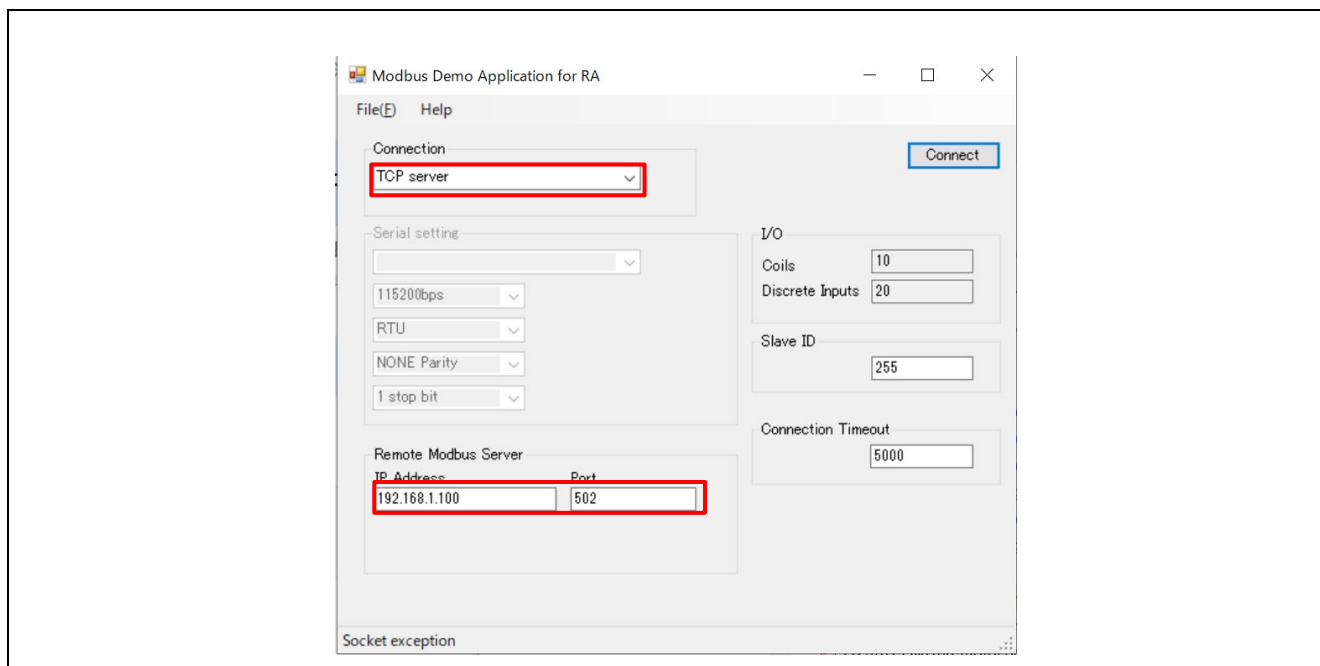 Modbus Demo Application for RA
File(F) Help
Connection
TCP server
Connect
Serial setting
115200bps
RTU
NONE Parity
1 stop bit
I/O
Coils 10
Discrete Inputs 20
Slave ID
255
Connection Timeout
5000
Remote Modbus Server
IP Address Port
192.168.1.100 502
Socket exception